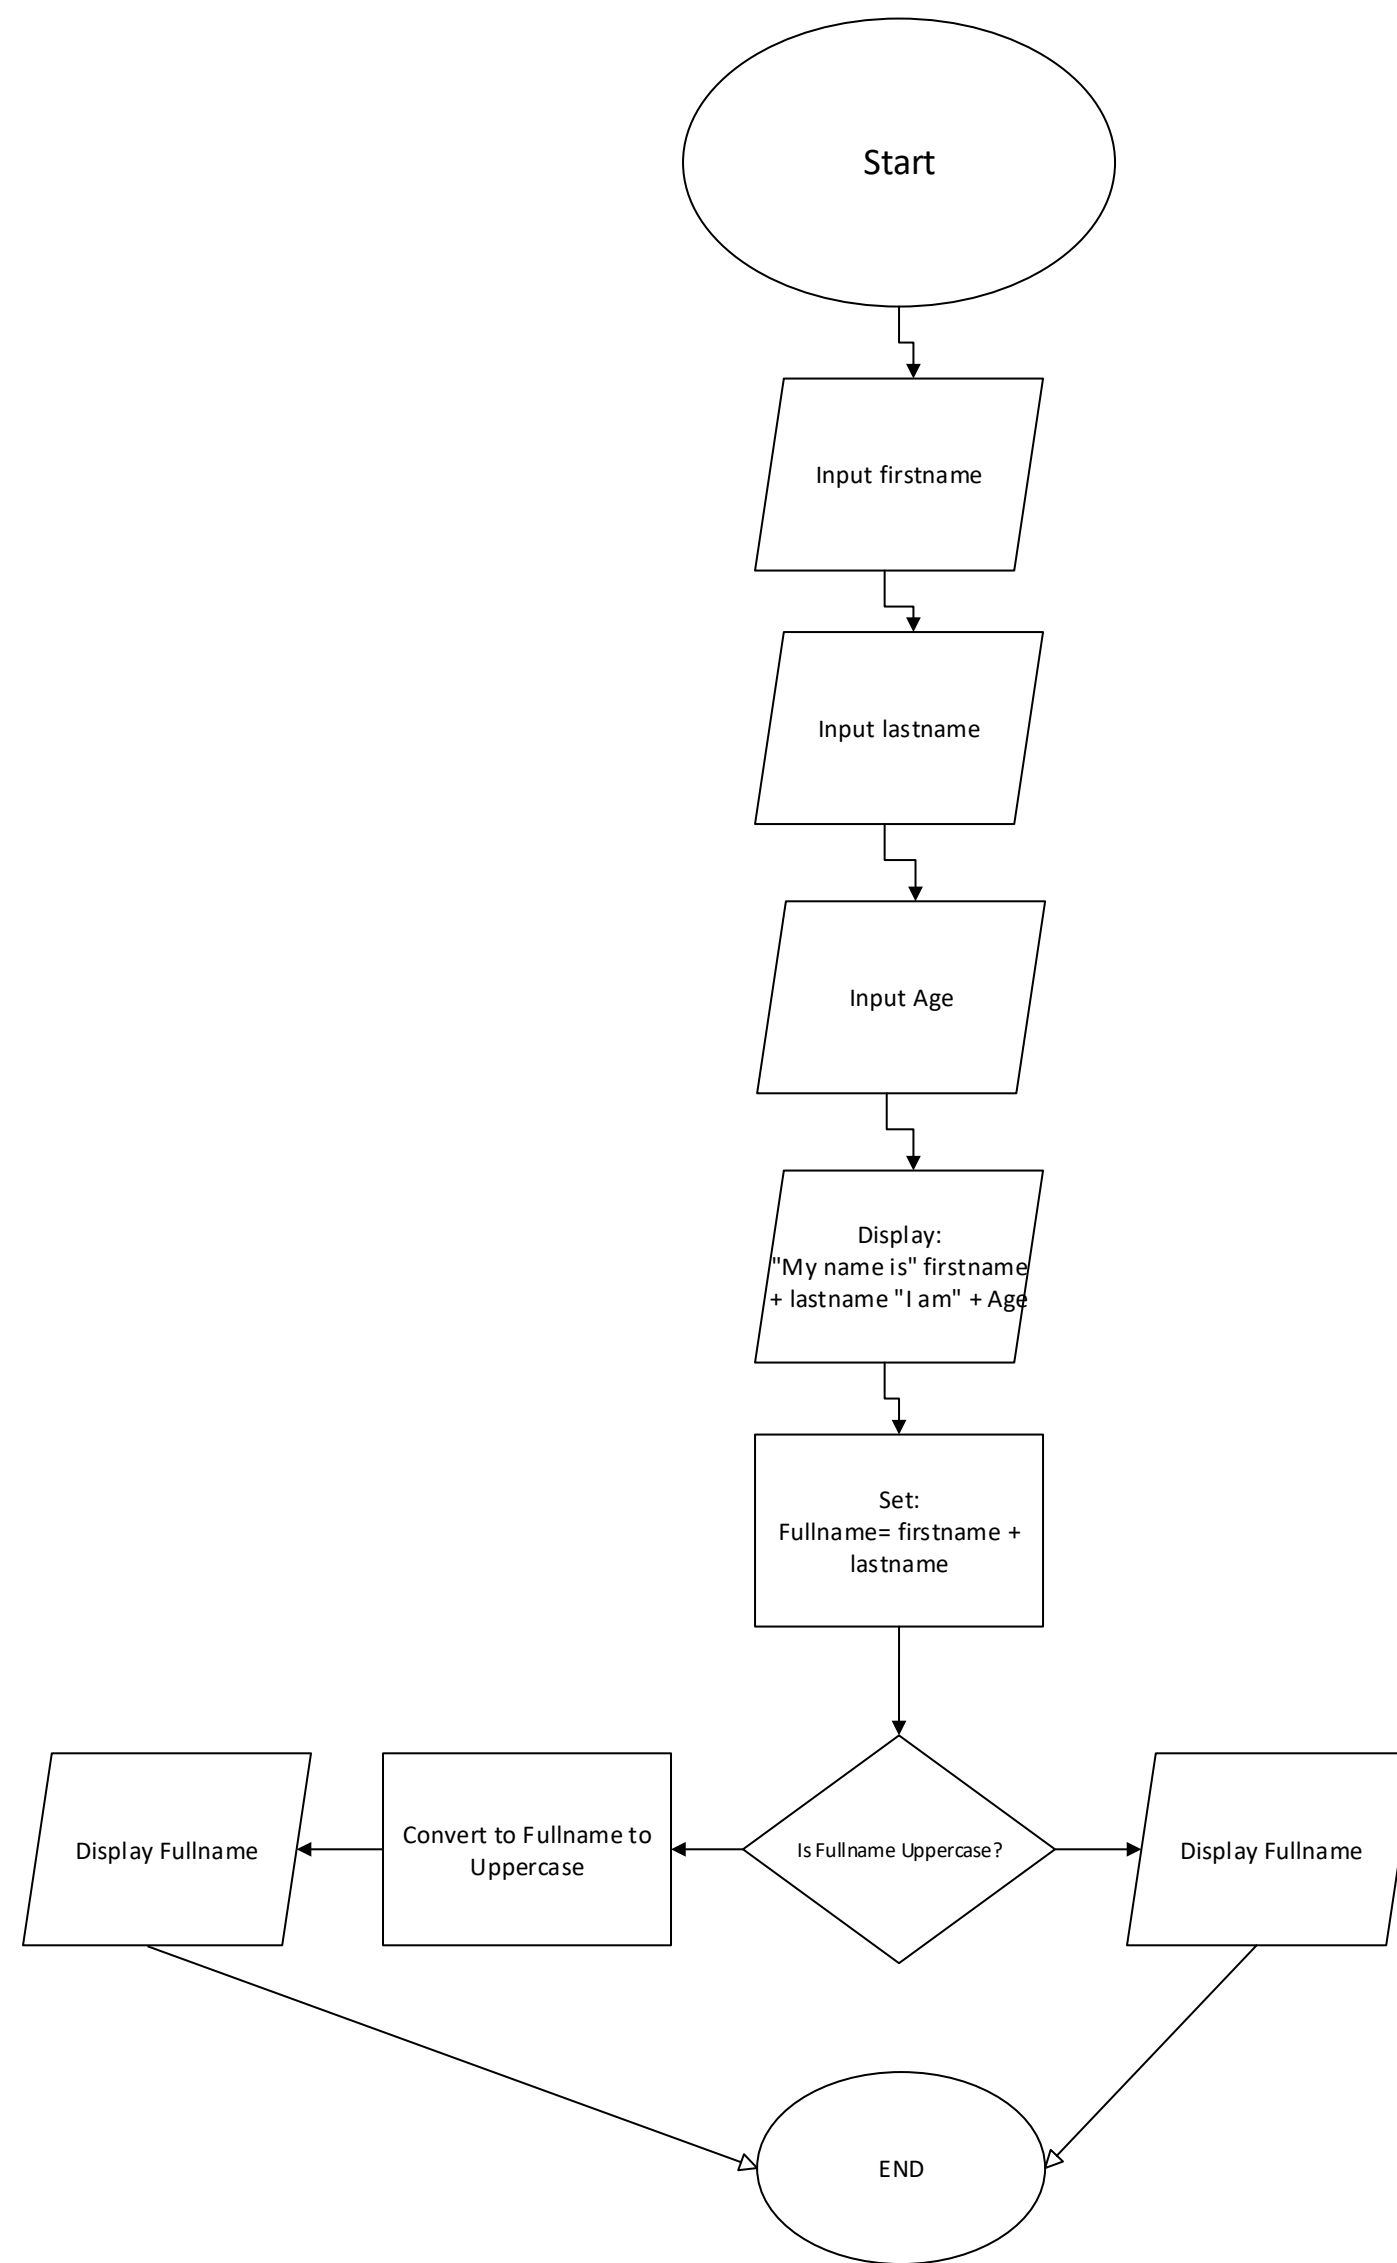 Start
Input firstname
Input lastname
Input Age
Display:
"My name is" firstname
+ lastname "I am" + Age
Set:
Fullname= firstname +
lastname
Display Fullname
Convert to Fullname to
Uppercase
Is Fullname Uppercase?
Display Fullname
END